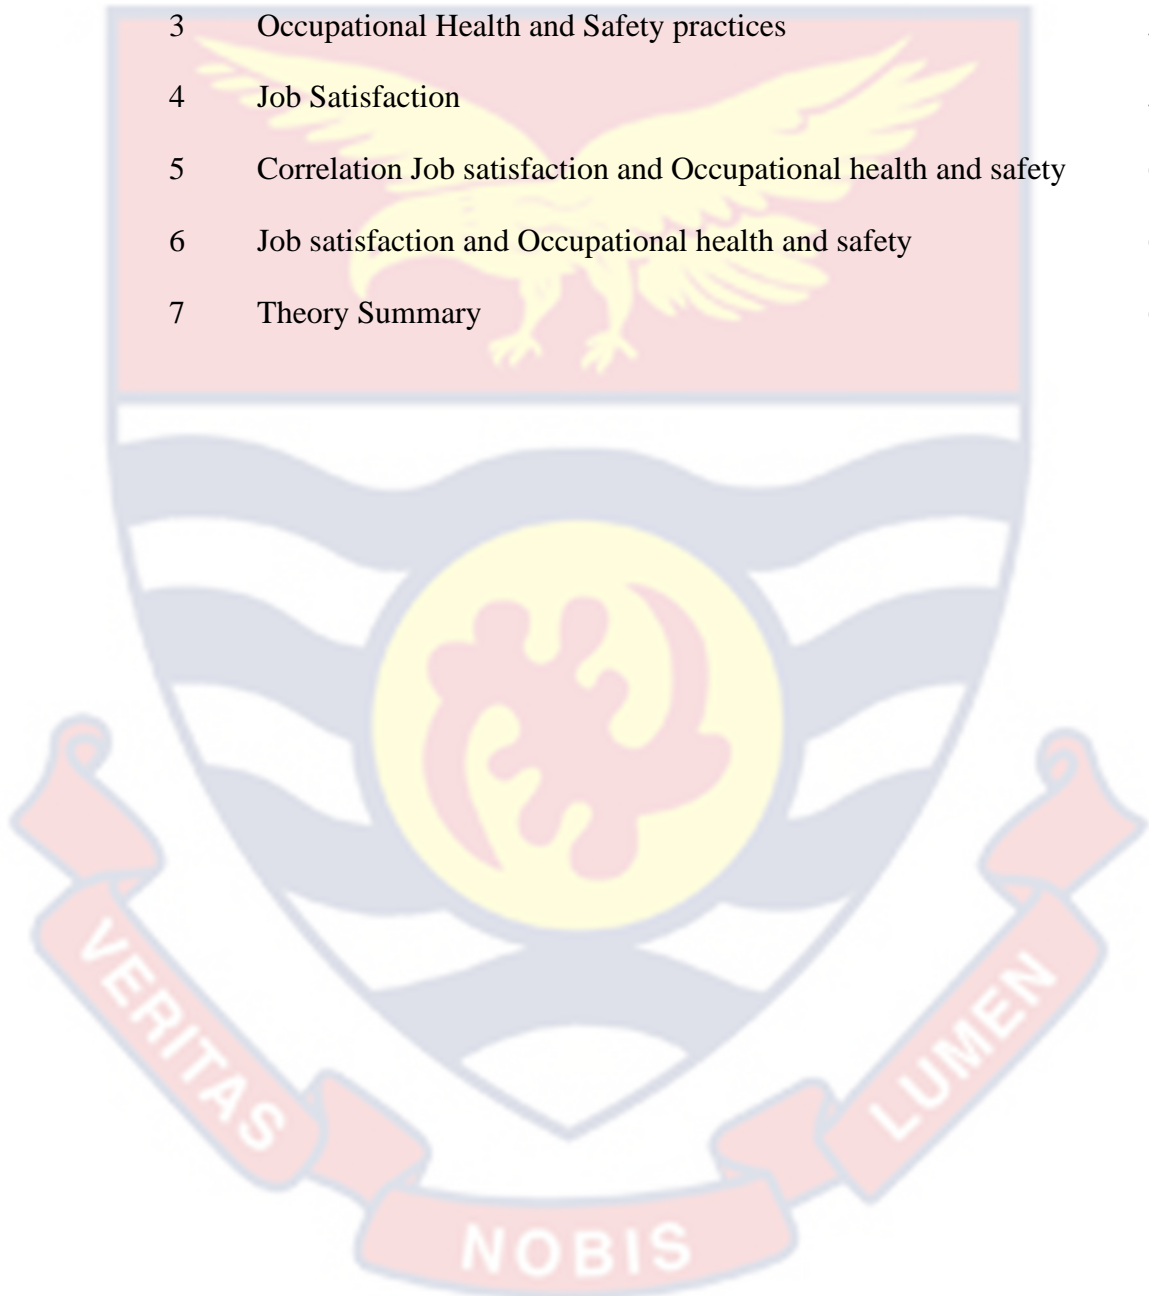 3 Occupational Health and Safety practices
4 Job Satisfaction
5 Correlation Job satisfaction and Occupational health and safety
6 Job satisfaction and Occupational health and safety
7 Theory Summary
VERITAS
NOBIS
LUMEN